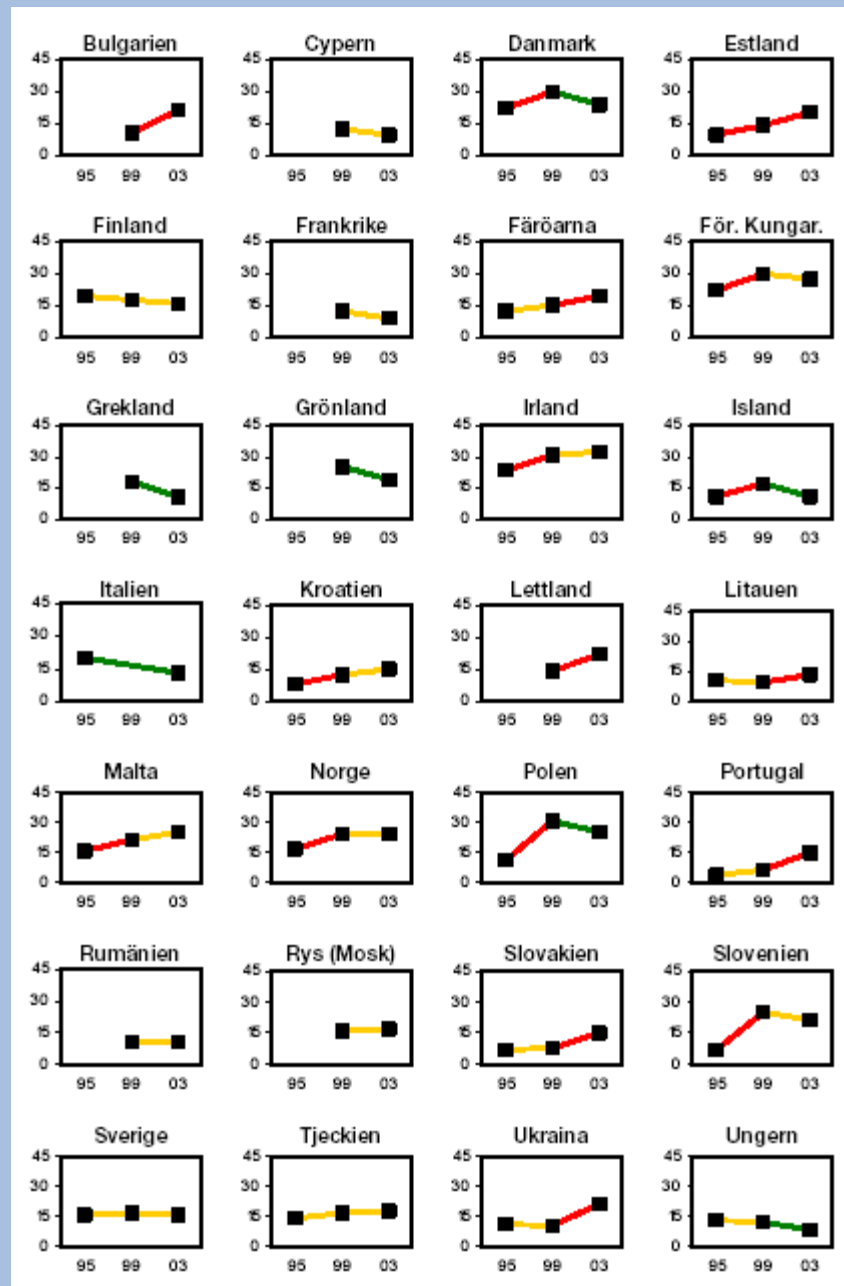 Bulgarien Cypern Danmark Estland
45 45 45 45
30 30 30 30
15 15 15 15
0 0 0 0
95 99 03 95 99 03 95 99 03 95 99 03
Finland Frankrike Färöarna För. Kungar.
45 45 45 45
30 30 30 30
15 15 15 15
0 0 0 0
95 99 03 95 99 03 95 99 03 95 99 03
Grekland Grönland Irland Island
45 45 45 45
30 30 30 30
15 15 15 15
0 0 0 0
95 99 03 95 99 03 95 99 03 95 99 03
Italien Kroatien Lettland Litauen
45 45 45 45
30 30 30 30
15 15 15 15
0 0 0 0
95 99 03 95 99 03 95 99 03 95 99 03
Malta Norge Polen Portugal
45 45 45 45
30 30 30 30
15 15 15 15
0 0 0 0
95 99 03 95 99 03 95 99 03 95 99 03
Rumänien Rys (Mosk) Slovakien Slovenien
45 45 45 45
30 30 30 30
15 15 15 15
0 0 0 0
95 99 03 95 99 03 95 99 03 95 99 03
Sverige Tjeckien Ukraina Ungern
45 45 45 45
30 30 30 30
15 15 15 15
0 0 0 0
95 99 03 95 99 03 95 99 03 95 99 03